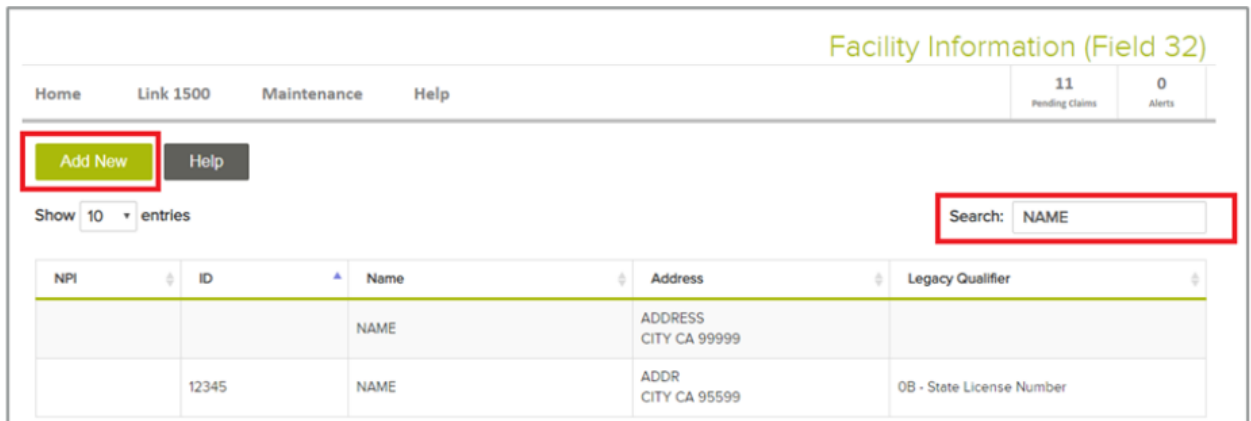 Facility Information (Field 32)
Home Link 1500 Maintenance Help 11 0
Pending Claims Alerts
Add New Help
Show 10 entries Search: NAME
NPI ID Name Address Legacy Qualifier
NAME ADDRESS
CITY CA 99999
12345 NAME ADDR 0B - State License Number
CITY CA 95599